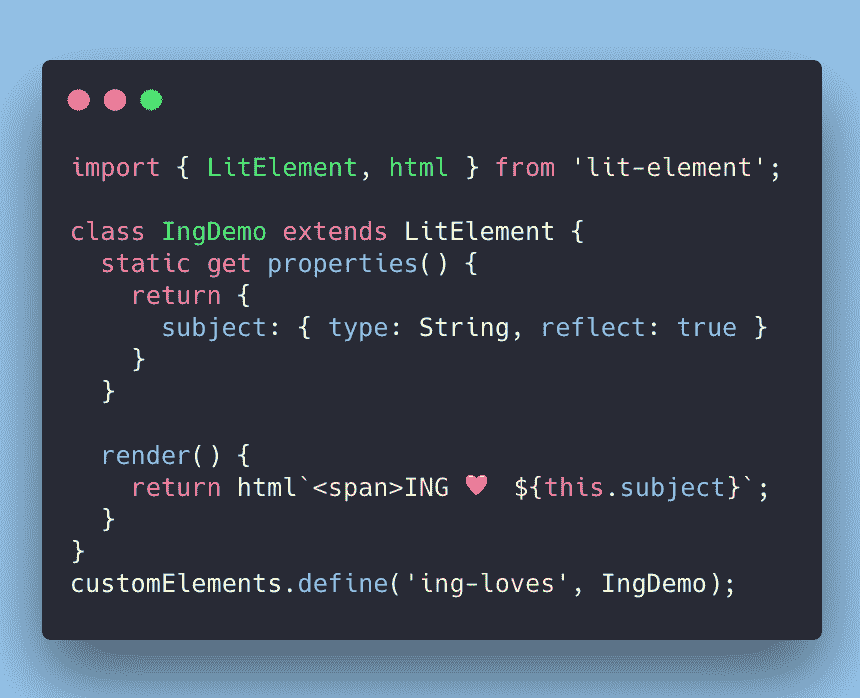 import { LitElement, html } from 'lit-element';

class IngDemo extends LitElement {
  static get properties() {
    return {
      subject: { type: String, reflect: true }
    }
  }

  render() {
    return html`<span>ING ♥ ${this.subject}`;
  }
}
customElements.define('ing-loves', IngDemo);